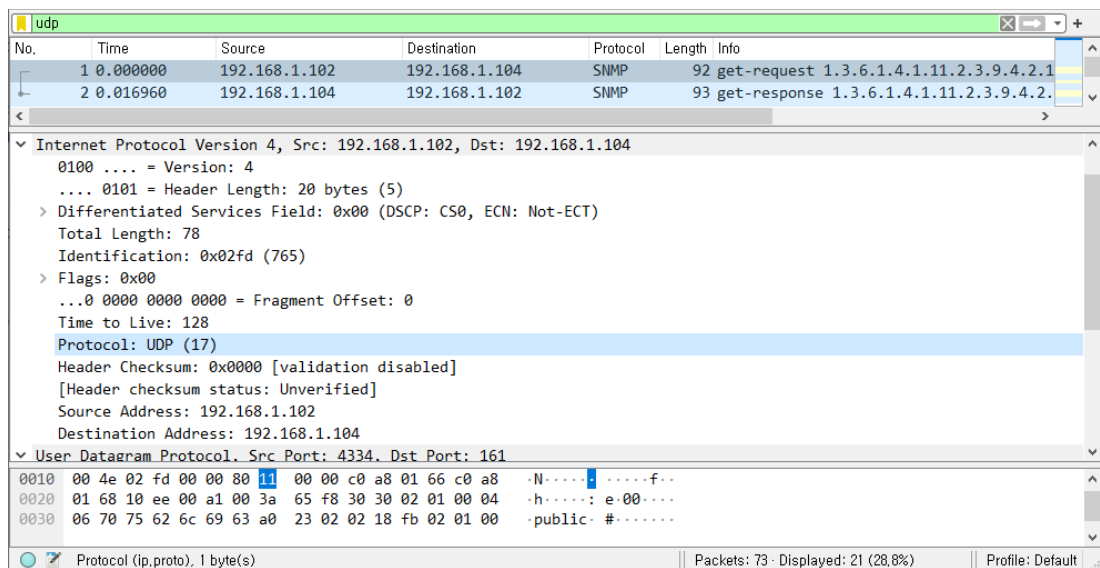 udp
No. Time Source Destination Protocol Length Info
1 0.000000 192.168.1.102 192.168.1.104 SNMP 92 get-request 1.3.6.1.4.1.11.2.3.9.4.2.1
2 0.016960 192.168.1.104 192.168.1.102 SNMP 93 get-response 1.3.6.1.4.1.11.2.3.9.4.2.
Internet Protocol Version 4, Src: 192.168.1.102, Dst: 192.168.1.104
0100 .... = Version: 4
.... 0101 = Header Length: 20 bytes (5)
Differentiated Services Field: 0x00 (DSCP: CS0, ECN: Not-ECT)
Total Length: 78
Identification: 0x02fd (765)
Flags: 0x00
...0 0000 0000 0000 = Fragment Offset: 0
Time to Live: 128
Protocol: UDP (17)
Header Checksum: 0x0000 [validation disabled]
[Header checksum status: Unverified]
Source Address: 192.168.1.102
Destination Address: 192.168.1.104
User Datagram Protocol, Src Port: 4334, Dst Port: 161
0010 00 4e 02 fd 00 00 80 11 00 00 c0 a8 01 66 c0 a8 ·N······ ·····f··
0020 01 68 10 ee 00 a1 00 3a 65 f8 30 30 02 01 00 04 ·h·····: e·00····
0030 06 70 75 62 6c 69 63 a0 23 02 02 18 fb 02 01 00 ·public· #·······
Protocol (ip.proto), 1 byte(s) Packets: 73 · Displayed: 21 (28.8%) Profile: Default